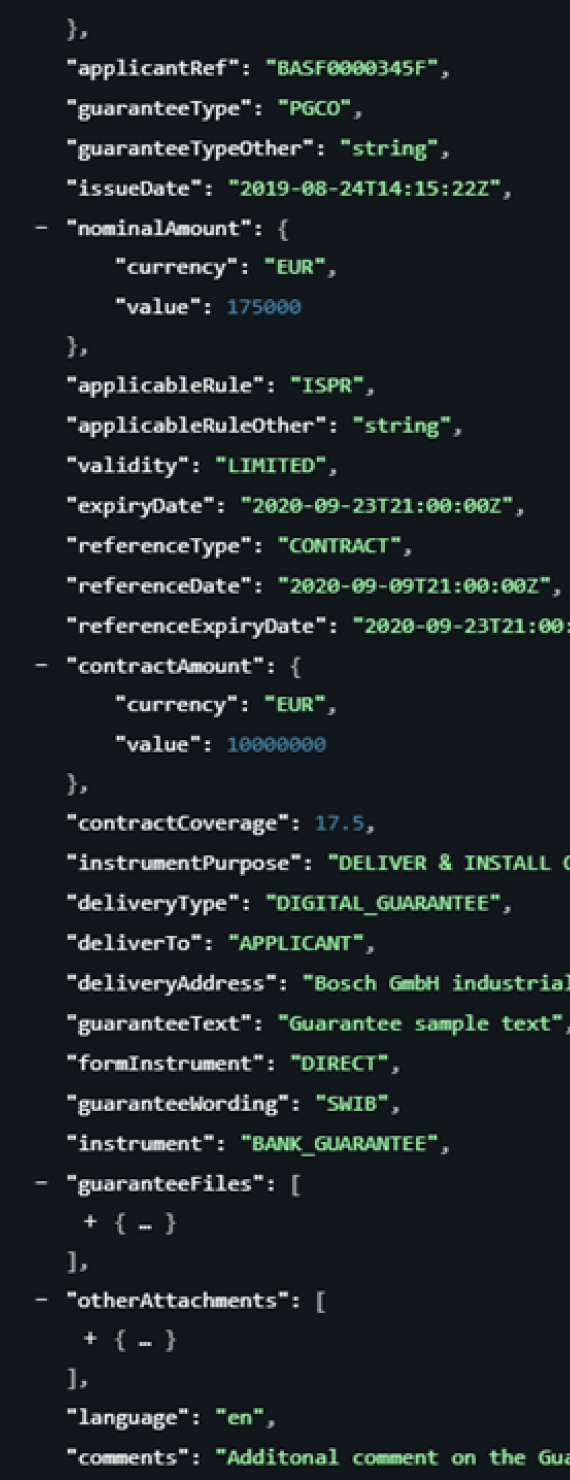 },
"applicantRef": "BASF0000345F",
"guaranteeType": "PGCO",
"guaranteeTypeOther": "string",
"issueDate": "2019-08-24T14:15:22Z",
- "nominalAmount": {
"currency": "EUR",
"value": 175000
},
"applicableRule": "ISPR",
"applicableRuleOther": "string",
"validity": "LIMITED",
"expiryDate": "2020-09-23T21:00:00Z",
"referenceType": "CONTRACT",
"referenceDate": "2020-09-09T21:00:00Z",
"referenceExpiryDate": "2020-09-23T21:00:
- "contractAmount": {
"currency": "EUR",
"value": 10000000
},
"contractCoverage": 17.5,
"instrumentPurpose": "DELIVER & INSTALL
"deliveryType": "DIGITAL_GUARANTEE",
"deliverTo": "APPLICANT",
"deliveryAddress": "Bosch GmbH industrial
"guaranteeText": "Guarantee sample text",
"formInstrument": "DIRECT",
"guaranteeWording": "SWIB",
"instrument": "BANK_GUARANTEE",
- "guaranteeFiles": [
+ { … }
],
- "otherAttachments": [
+ { … }
],
"language": "en",
"comments": "Additonal comment on the Gua